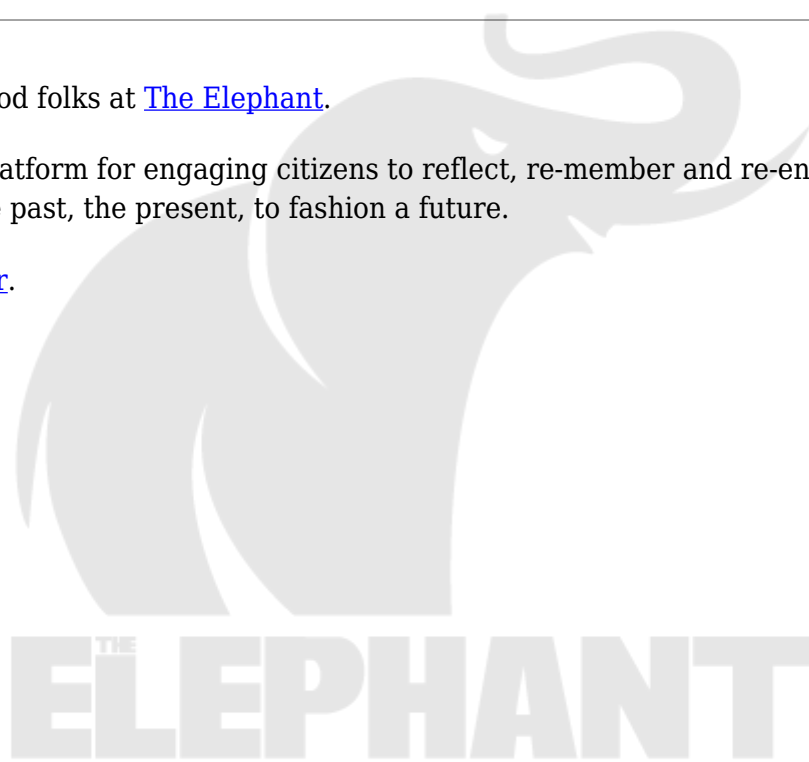 od folks at The Elephant.
atform for engaging citizens to reflect, re-member and re-en
e past, the present, to fashion a future.
r.
THE
ELEPHANT